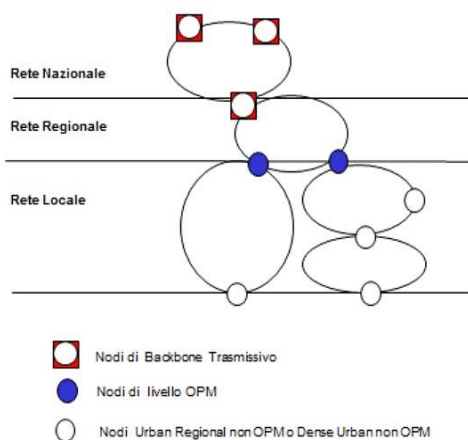 Rete Nazionale
Rete Regionale
Rete Locale
Nodi di Backbone Trasmissivo
Nodi di livello OPM
Nodi Urban Regional non OPM o Dense Urban non OPM